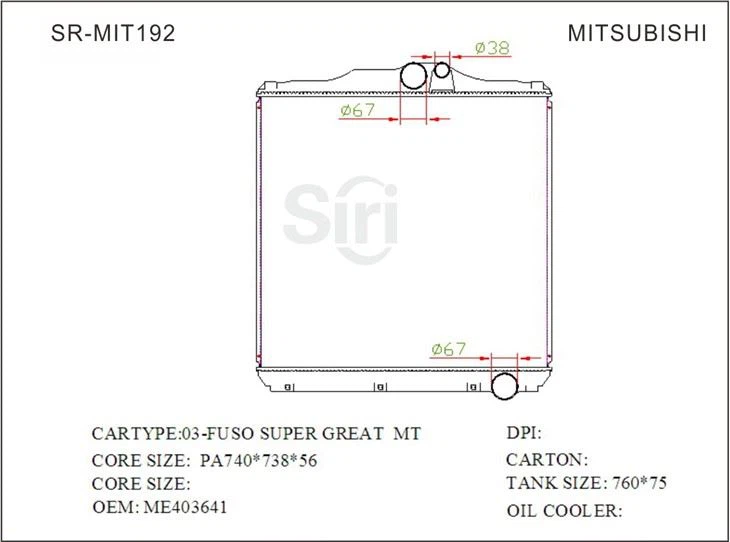 SR-MIT192
MITSUBISHI
Ø38
Ø67
Siri
Ø67
CARTYPE:03-FUSO SUPER GREAT MT
DPI:
CORE SIZE: PA740*738*56
CARTON:
CORE SIZE:
TANK SIZE: 760*75
OEM: ME403641
OIL COOLER: